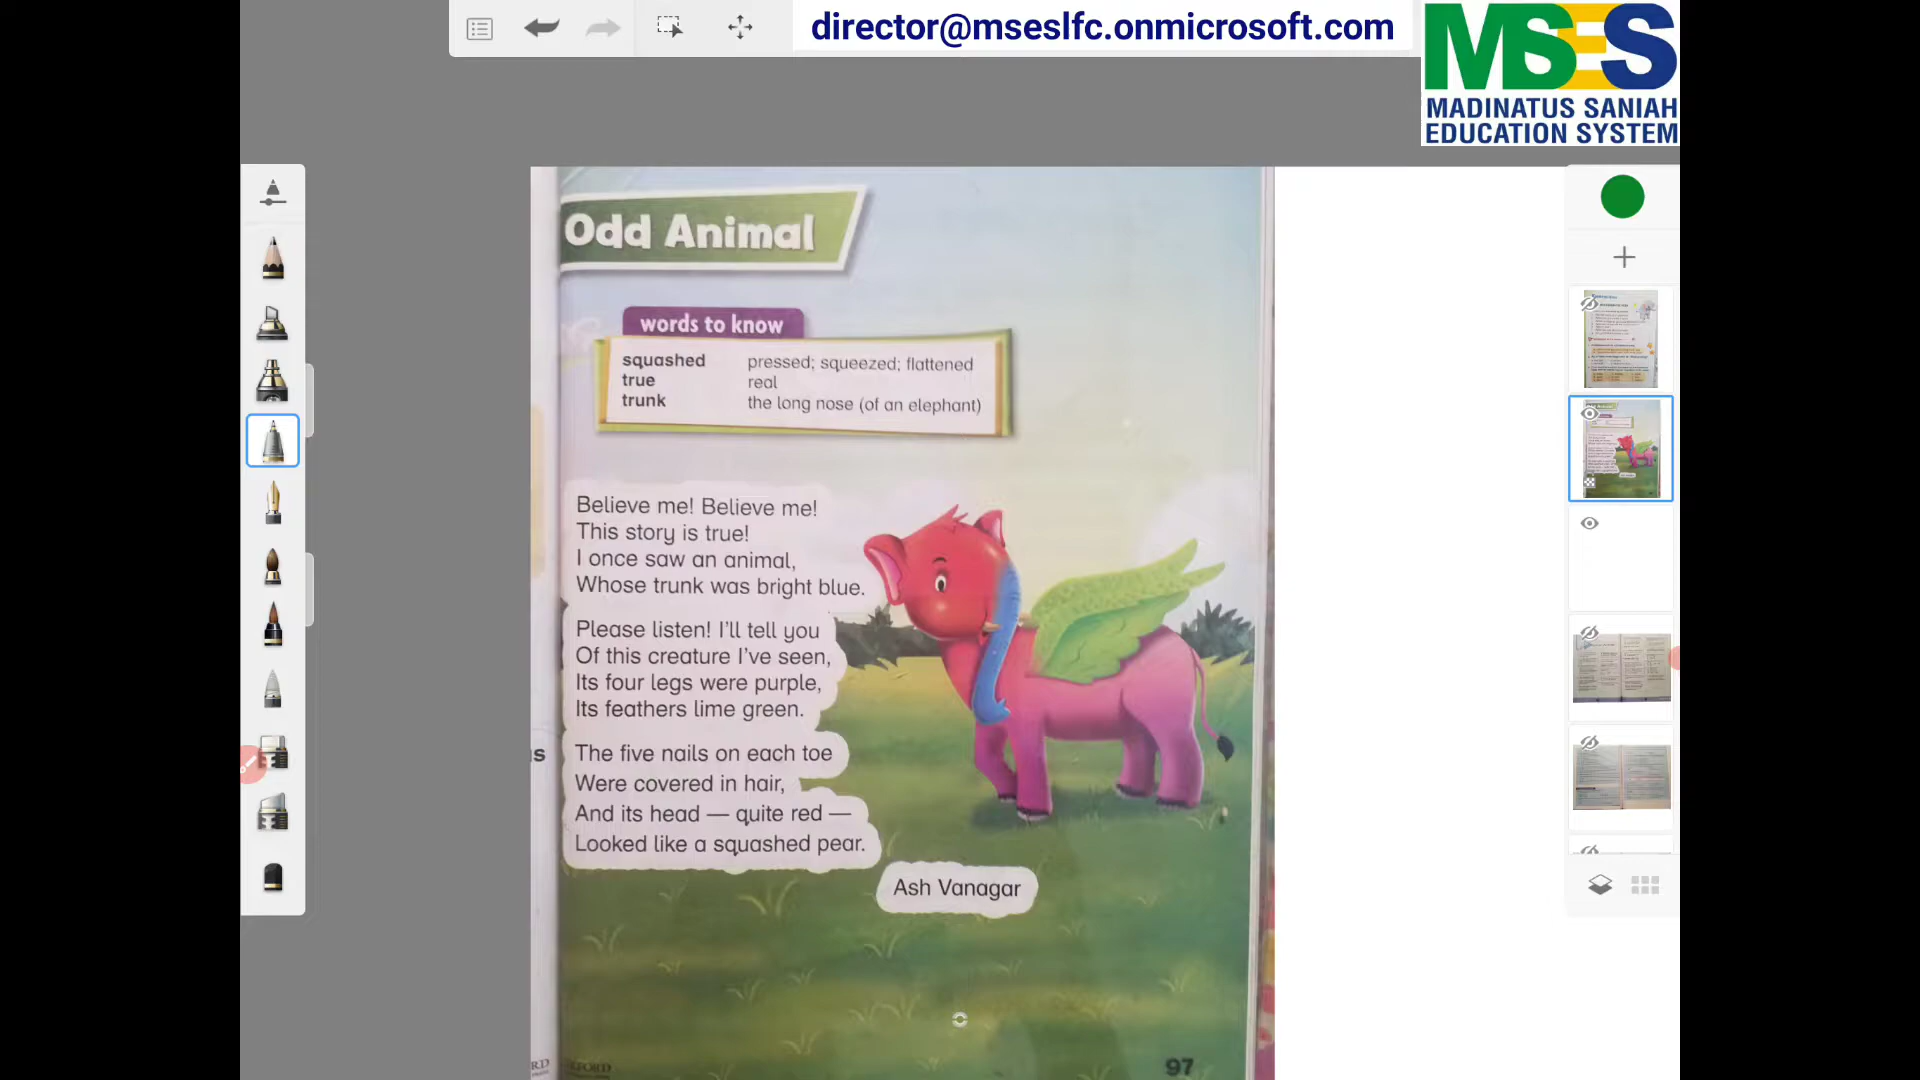 director@mseslfc.onmicrosoft.com
MSES
MADINATUS SANIAH
EDUCATION SYSTEM
Odd Animal
words to know
squashed pressed; squeezed; flattened
true real
trunk the long nose (of an elephant)
Believe me! Believe me!
This story is true!
I once saw an animal,
Whose trunk was bright blue.
Please listen! I'll tell you
Of this creature I've seen,
Its four legs were purple,
Its feathers lime green.
The five nails on each toe
Were covered in hair,
And its head — quite red —
Looked like a squashed pear.
Ash Vanagar
97